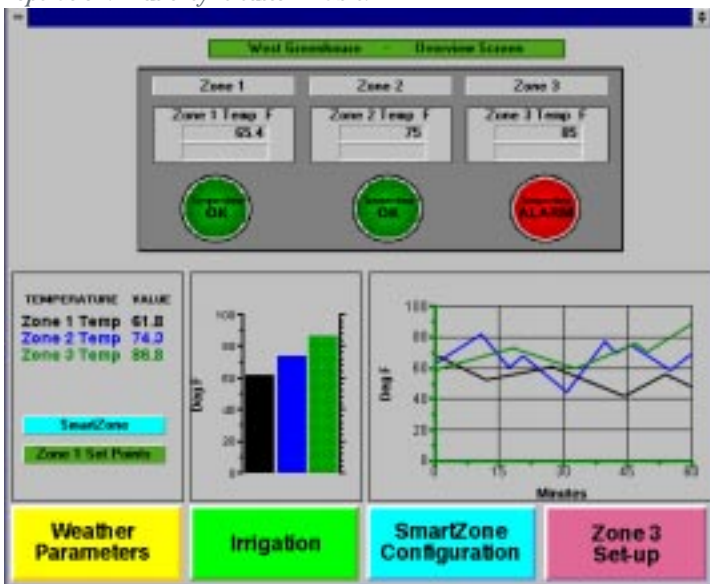 West Greenhouse - Overview Screen
Zone 1 Zone 2 Zone 3
Zone 1 Temp F Zone 2 Temp F Zone 3 Temp F
65.4 75 85
OK OK ALARM
TEMPERATURE VALUE
Zone 1 Temp 61.8
Zone 2 Temp 74.3
Zone 3 Temp 86.8
SmartZone
Zone 1 Set Points
100
80
60
40
20
0
Deg F
100
80
60
40
20
0
Deg F
0 15 30 45 60
Minutes
Weather
Parameters
Irrigation
SmartZone
Configuration
Zone 3
Set-up